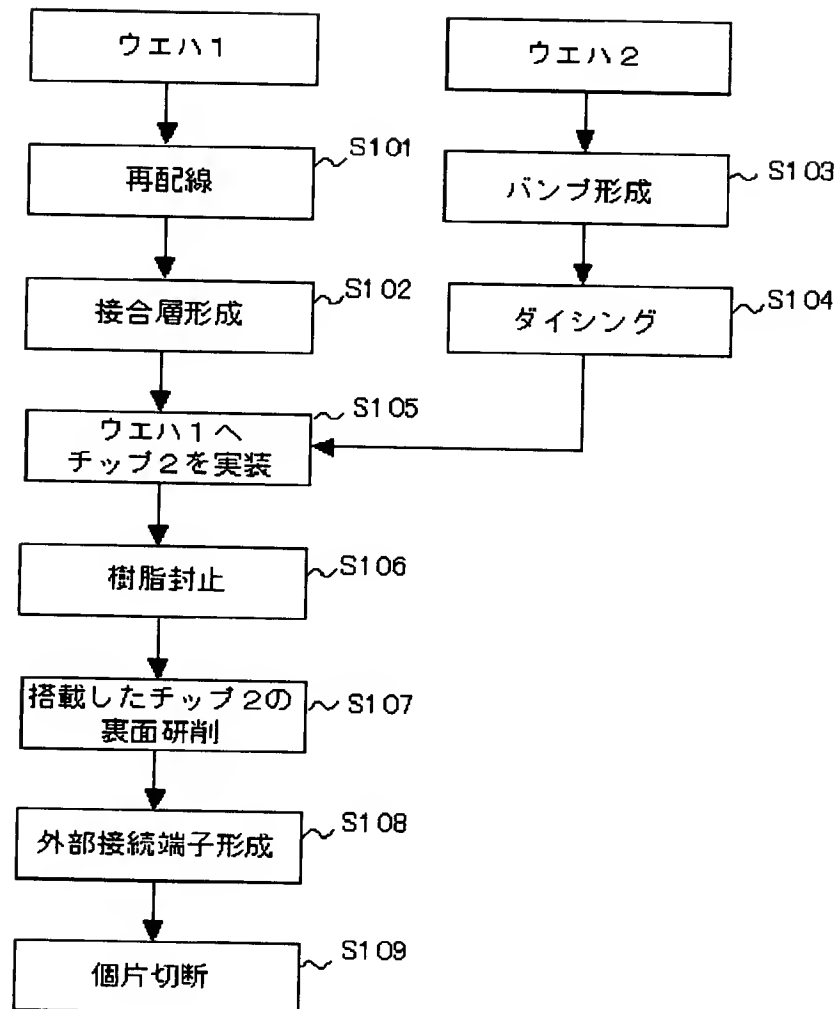 ウエハ1
ウエハ2
S101
再配線
S103
バンプ形成
S102
接合層形成
S104
ダイシング
S105
ウエハ1へ
チップ2を実装
樹脂封止
S106
搭載したチップ2の
裏面研削
S107
外部接続端子形成
S108
個片切断
S109